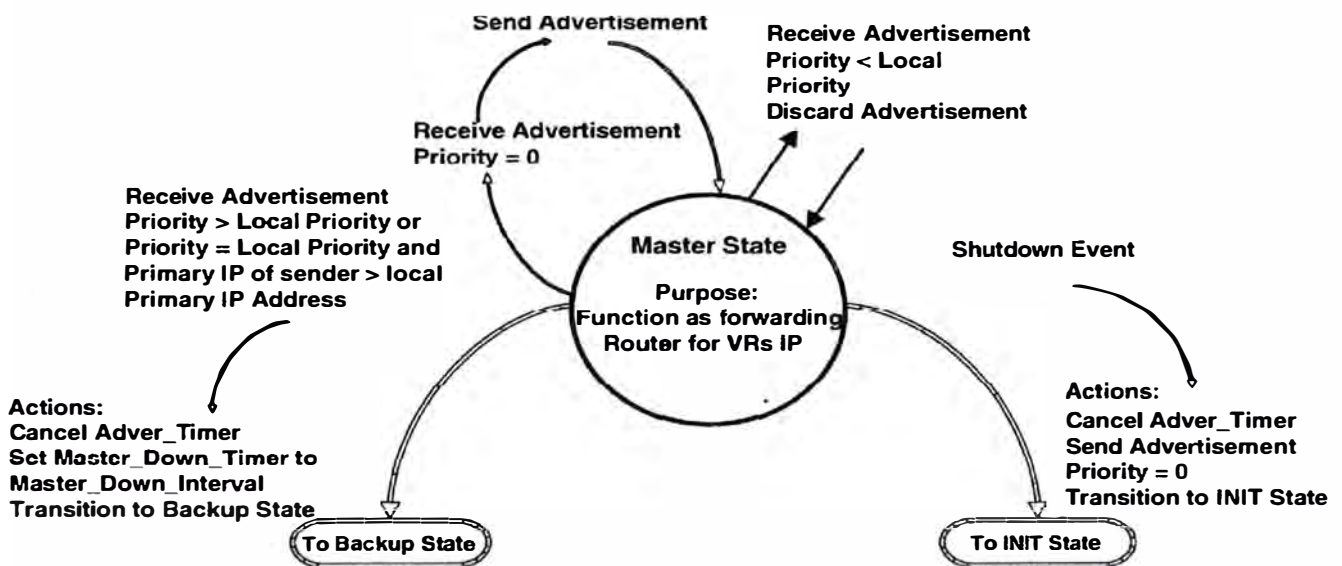 Send Advertisement
Receive Advertisement
Priority < Local
Priority
Discard Advertisement
Receive Advertisement
Priority = 0
Receive Advertisement
Priority > Local Priority or
Priority = Local Priority and
Primary IP of sender > local
Primary IP Address
Master State
Purpose:
Function as forwarding
Router for VRs IP
Shutdown Event
Actions:
Cancel Adver_Timer
Set Master_Down_Timer to
Master_Down_Interval
Transition to Backup State
Actions:
Cancel Adver_Timer
Send Advertisement
Priority = 0
Transition to INIT State
To Backup State
To INIT State